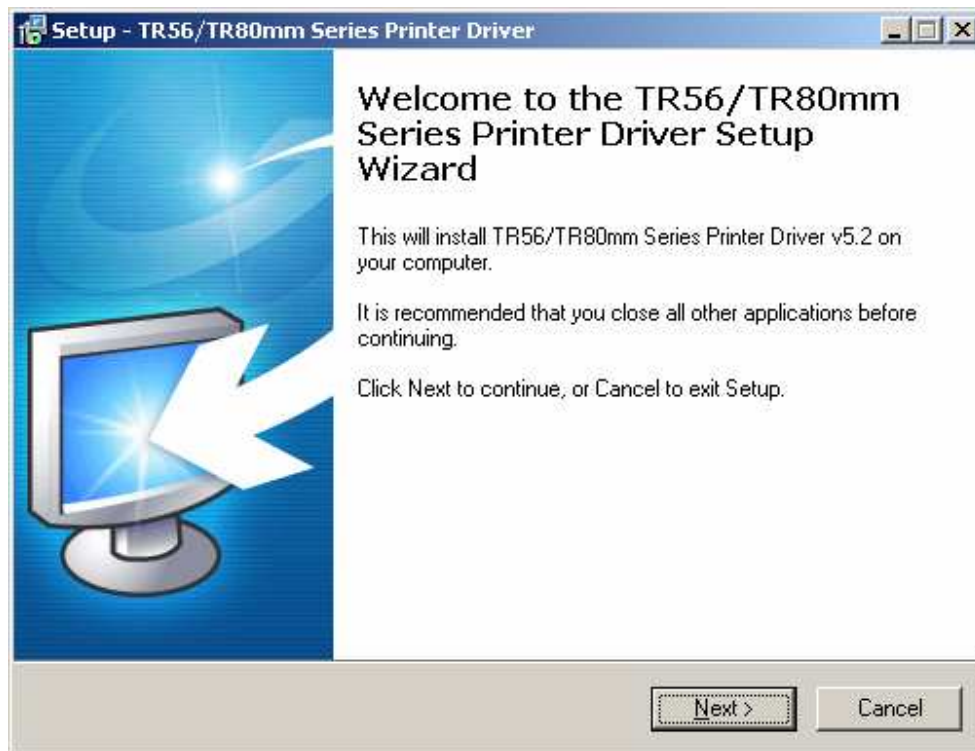 Setup - TR56/TR80mm Series Printer Driver
Welcome to the TR56/TR80mm
Series Printer Driver Setup
Wizard
This will install TR56/TR80mm Series Printer Driver v5.2 on
your computer.
It is recommended that you close all other applications before
continuing.
Click Next to continue, or Cancel to exit Setup.
Next >
Cancel